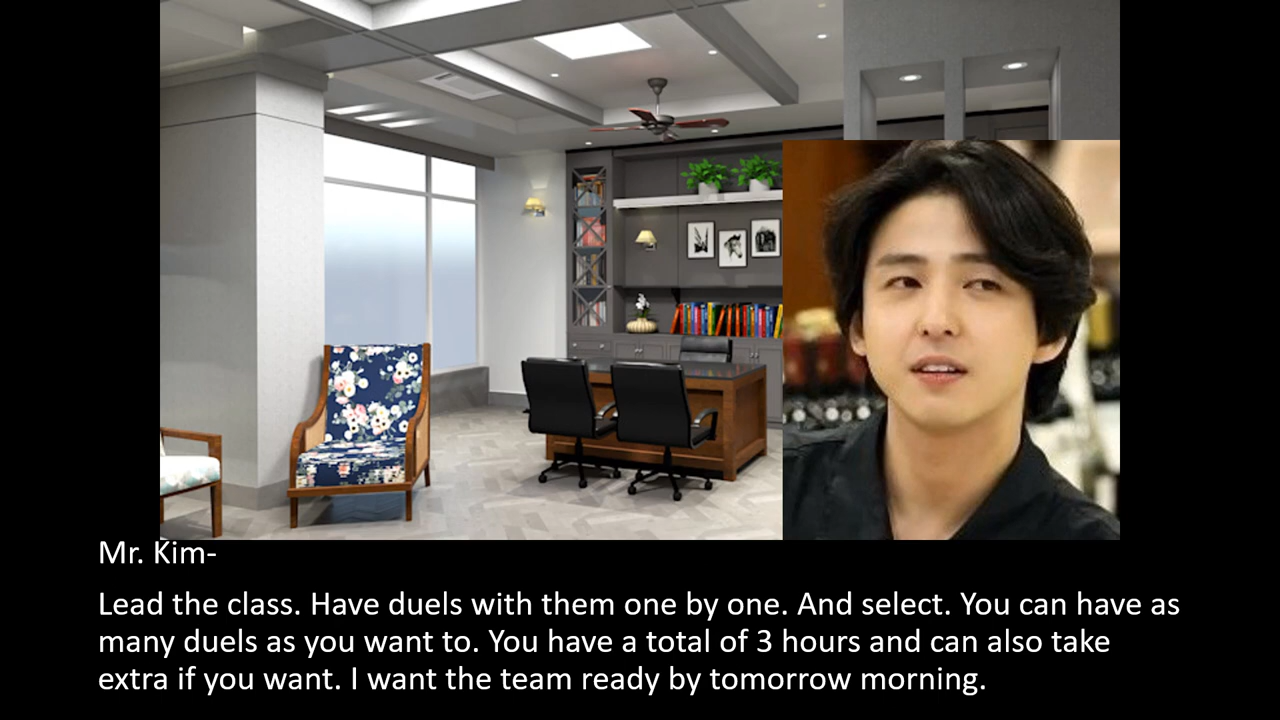 Mr. Kim-
Lead the class. Have duels with them one by one. And select. You can have as
many duels as you want to. You have a total of 3 hours and can also take
extra if you want. I want the team ready by tomorrow morning.